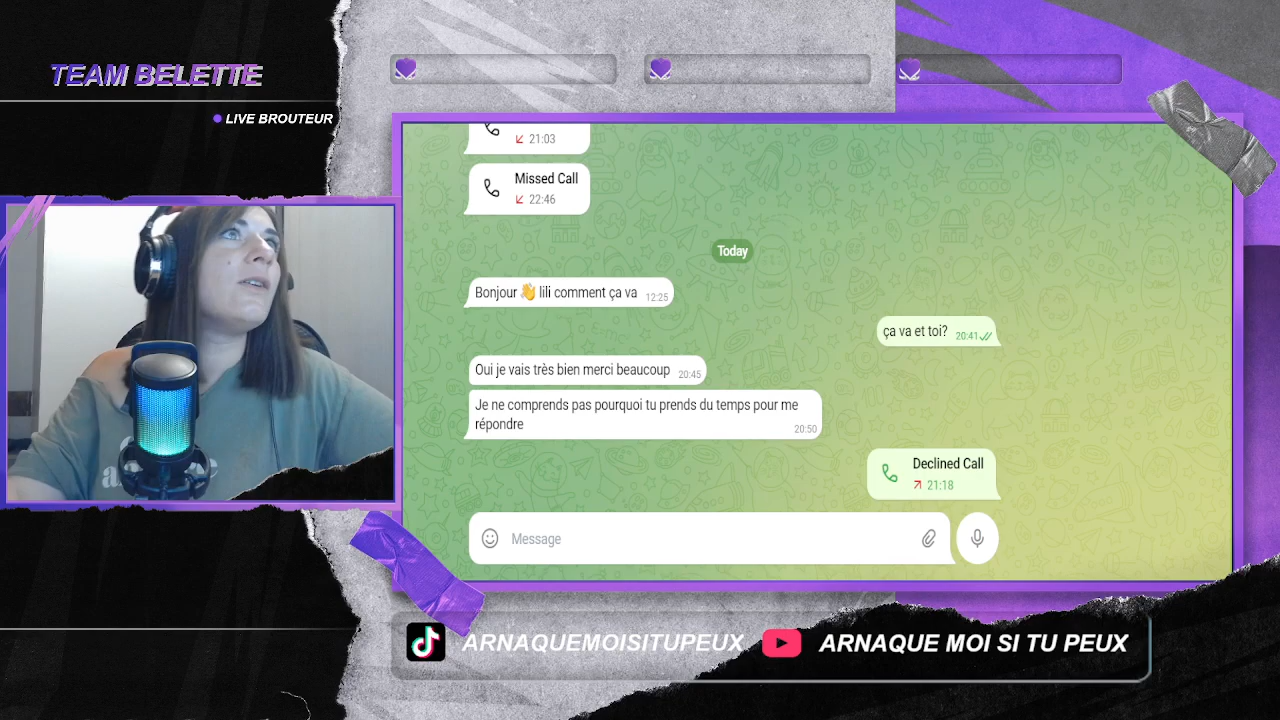 TEAM BELETTE
LIVE BROUTEUR
21:03
Missed Call
22:46
Today
Bonjour 👋 lili comment ça va 12:25
ça va et toi? 20:41
Oui je vais très bien merci beaucoup 20:45
Je ne comprends pas pourquoi tu prends du temps pour me
répondre 20:50
Declined Call
21:18
Message
ARNAQUEMOISITUPEUX
ARNAQUE MOI SI TU PEUX